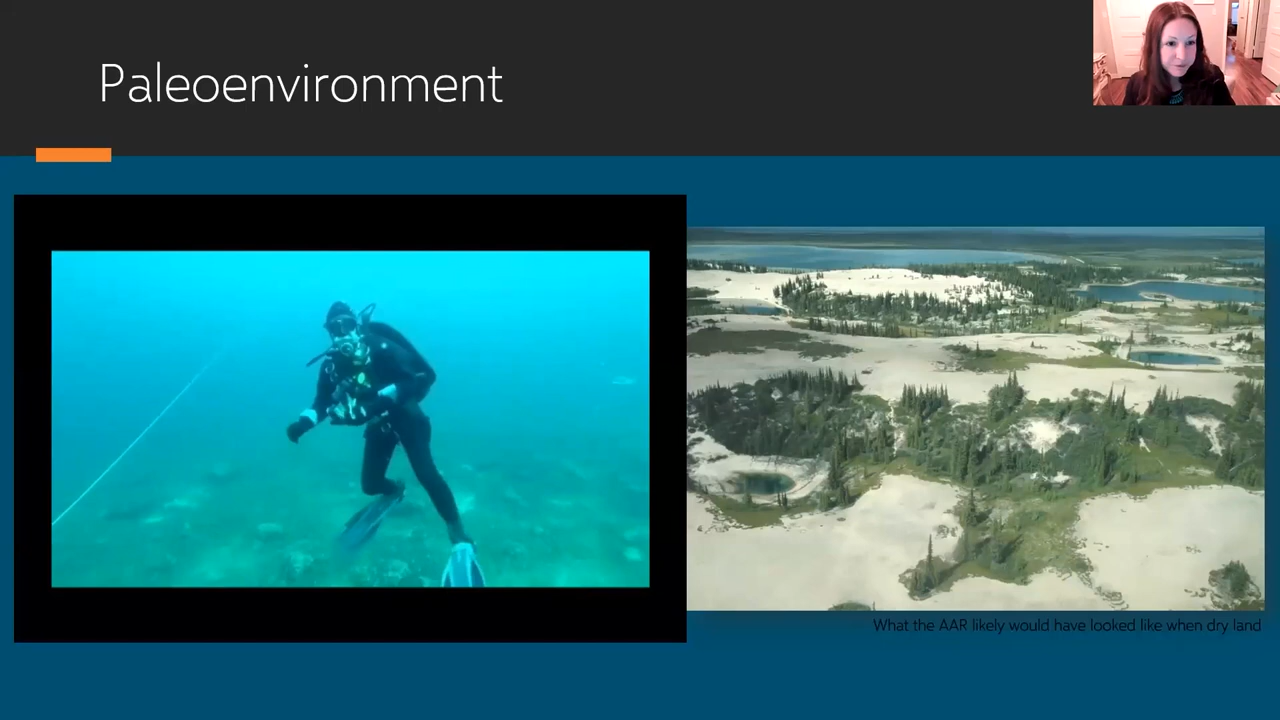 Paleoenvironment
What the AAR likely would have looked like when dry land